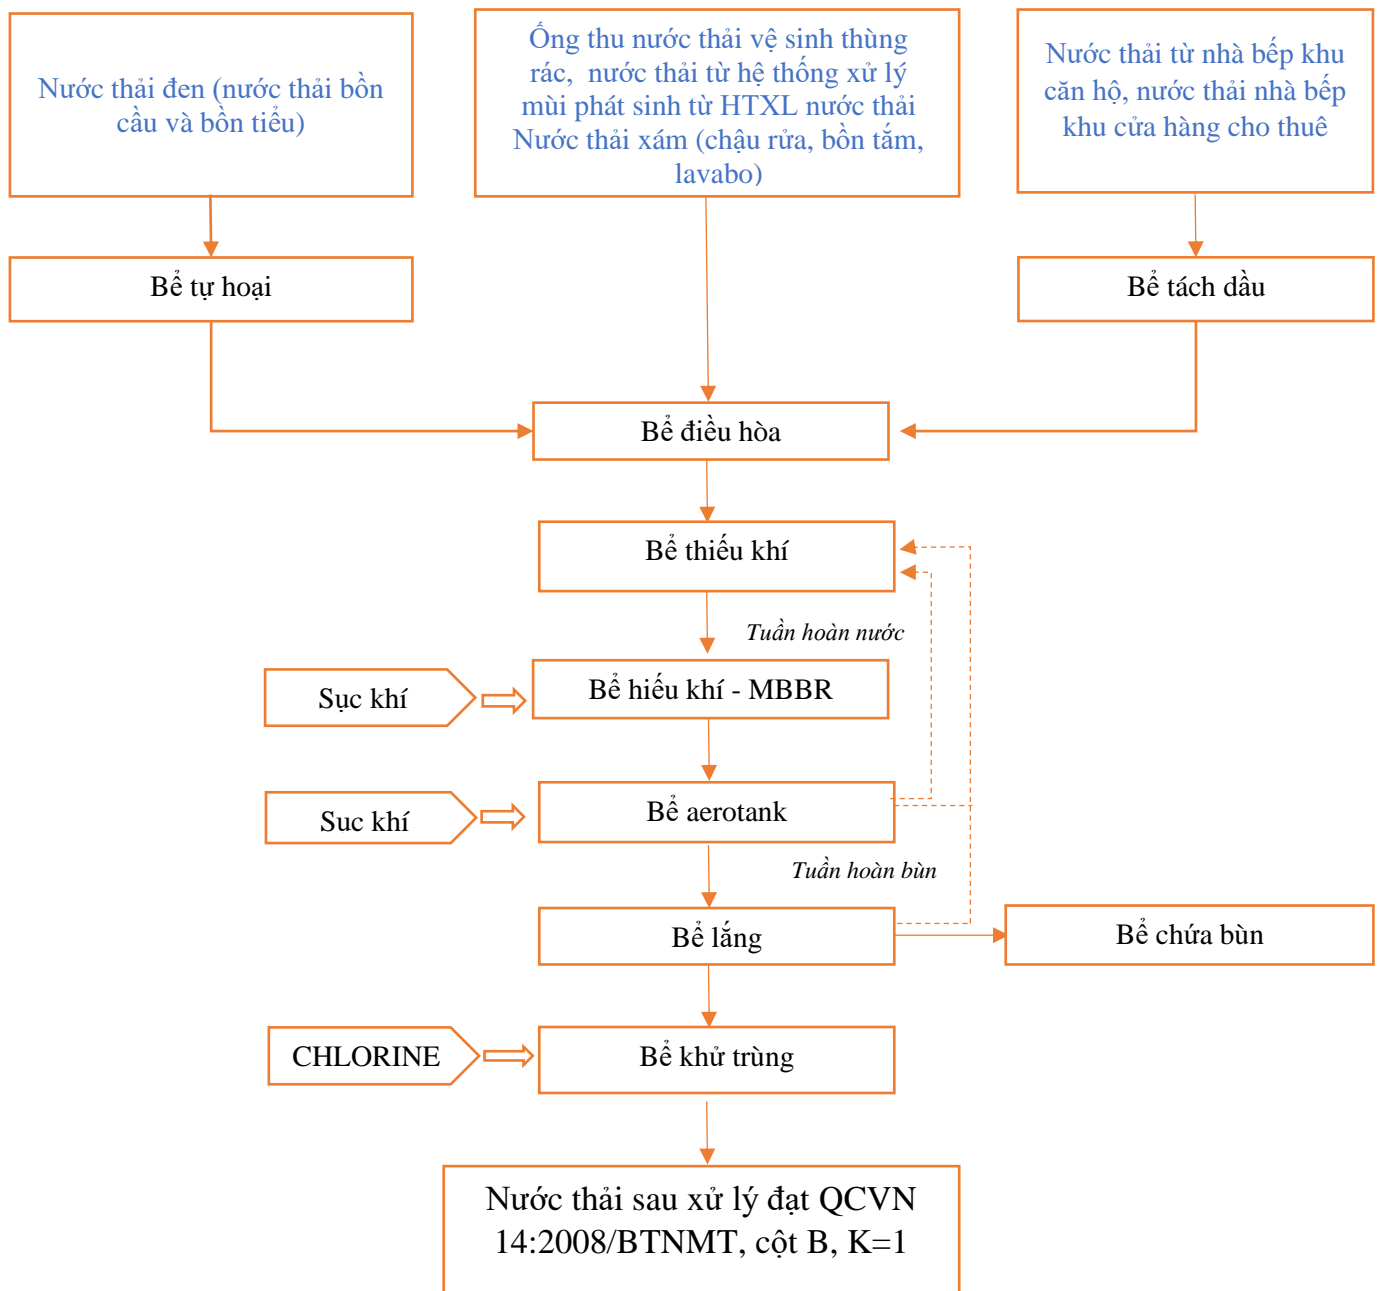 Nước thải đen (nước thải bồn
cầu và bồn tiểu)
Ống thu nước thải vệ sinh thùng
rác, nước thải từ hệ thống xử lý
mùi phát sinh từ HTXL nước thải
Nước thải xám (chậu rửa, bồn tắm,
lavabo)
Nước thải từ nhà bếp khu
căn hộ, nước thải nhà bếp
khu cửa hàng cho thuê
Bể tự hoại
Bể tách dầu
Bể điều hòa
Bể thiếu khí
Tuần hoàn nước
Sục khí
Bể hiếu khí - MBBR
Suc khí
Bể aerotank
Tuần hoàn bùn
Bể lắng
Bể chứa bùn
CHLORINE
Bể khử trùng
Nước thải sau xử lý đạt QCVN
14:2008/BTNMT, cột B, K=1